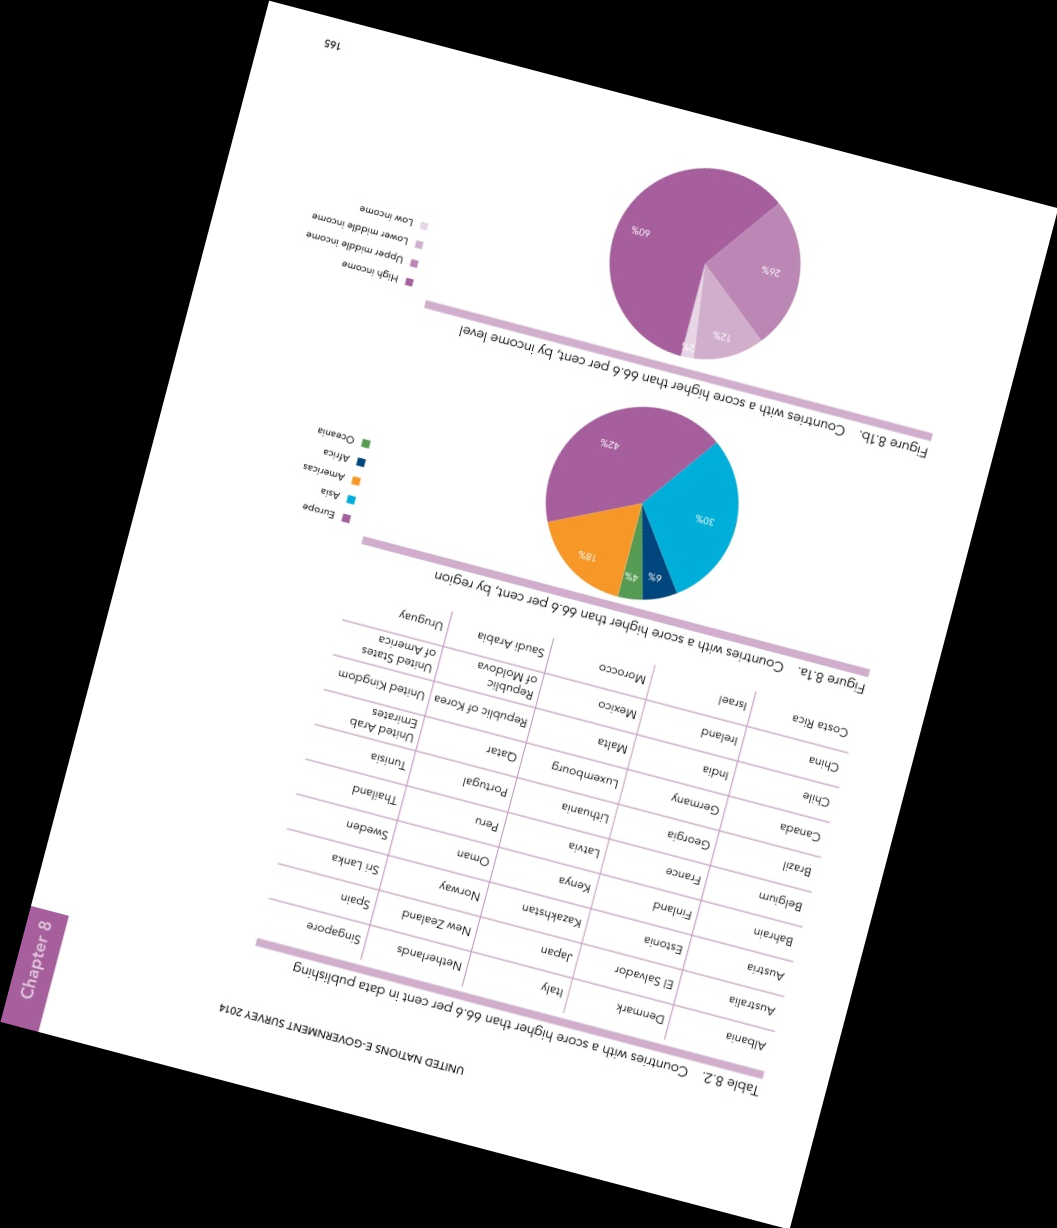 UNITED NATIONS E-GOVERNMENT SURVEY 2014
Chapter 8
Table 8.2. Countries with a score higher than 66.6 per cent in data publishing
Albania Denmark Italy Netherlands Singapore
Australia El Salvador Japan New Zealand Spain
Austria Estonia Kazakhstan Norway Sri Lanka
Bahrain Finland Kenya Oman Sweden
Belgium France Latvia Peru Thailand
Brazil Georgia Lithuania Portugal Tunisia
Canada Germany Luxembourg Qatar United Arab
Emirates
Chile India Malta Republic of Korea United Kingdom
China Ireland Mexico Republic
of Moldova
United States
of America
Costa Rica Israel Morocco Saudi Arabia Uruguay
Figure 8.1a. Countries with a score higher than 66.6 per cent, by region
6% 4%
18%
30%
42%
Europe
Asia
Americas
Africa
Oceania
Figure 8.1b. Countries with a score higher than 66.6 per cent, by income level
12% 2%
26%
60%
High income
Upper middle income
Lower middle income
Low income
165